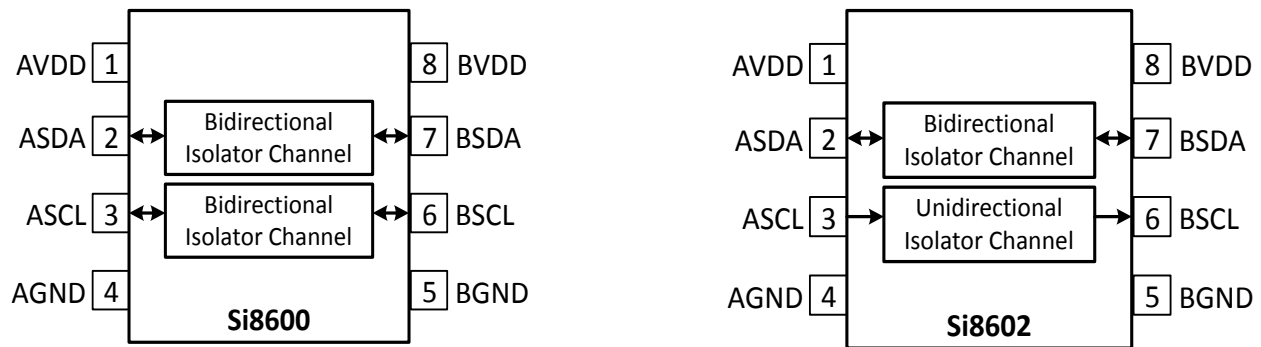 AVDD 1 8 BVDD
Bidirectional
Isolator Channel
ASDA 2 7 BSDA
Bidirectional
Isolator Channel
ASCL 3 6 BSCL
AGND 4 5 BGND
Si8600
AVDD 1 8 BVDD
Bidirectional
Isolator Channel
ASDA 2 7 BSDA
Unidirectional
Isolator Channel
ASCL 3 6 BSCL
AGND 4 5 BGND
Si8602